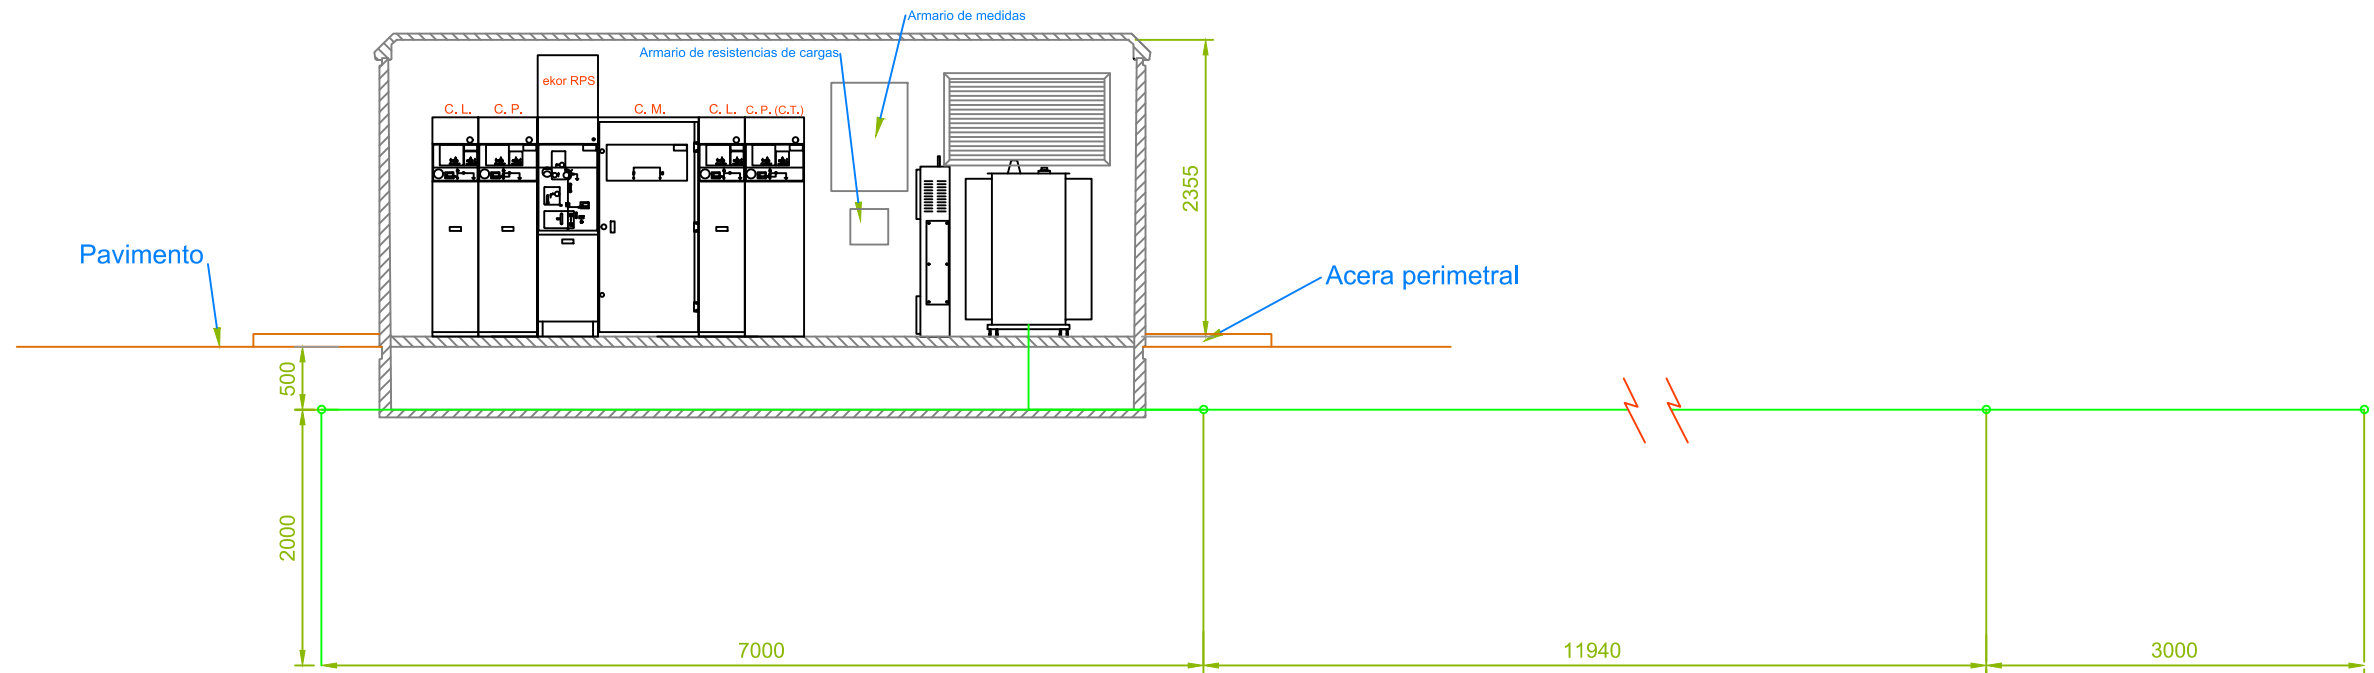 Armario de medidas
Armario de resistencias de cargas
ekor RPS
C. L.
C. P.
C. M.
C. L.
C. P. (C.T.)
2355
Pavimento
Acera perimetral
500
2000
7000
11940
3000